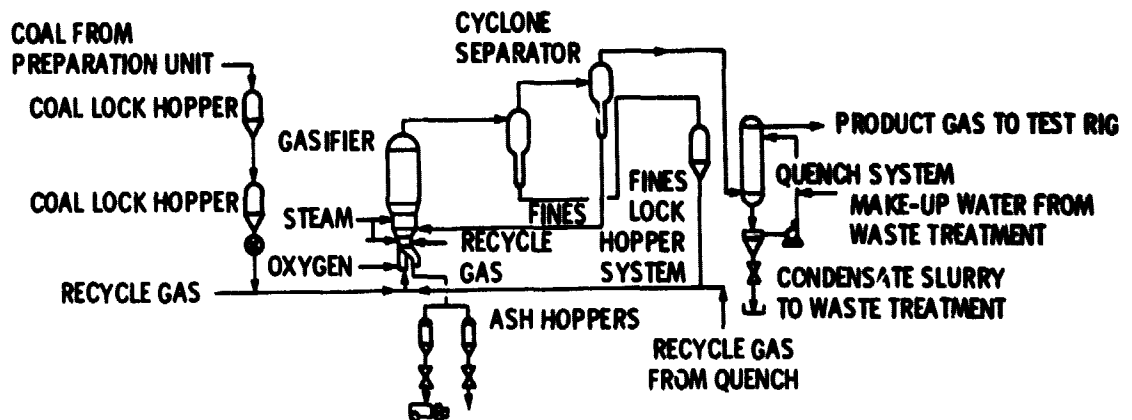 COAL FROM
PREPARATION UNIT
COAL LOCK HOPPER
COAL LOCK HOPPER
CYCLONE
SEPARATOR
GASIFIER
STEAM
OXYGEN
RECYCLE GAS
FINES
RECYCLE
GAS
FINES
LOCK
HOPPER
SYSTEM
ASH HOPPERS
PRODUCT GAS TO TEST RIG
QUENCH SYSTEM
MAKE-UP WATER FROM
WASTE TREATMENT
CONDENSATE SLURRY
TO WASTE TREATMENT
RECYCLE GAS
FROM QUENCH